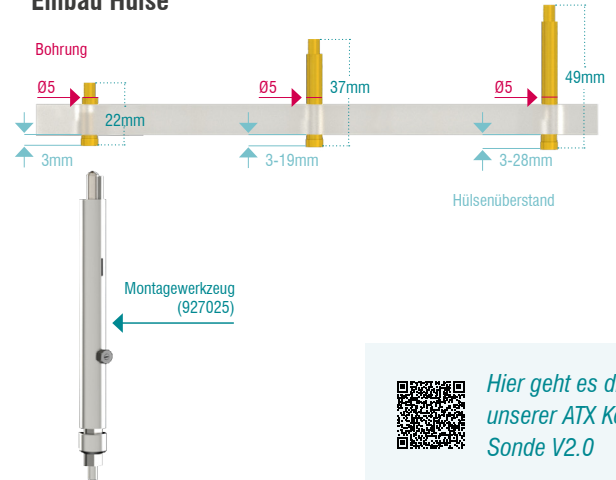 Einbau Hülse
Bohrung
Ø5
22mm
3mm
Ø5
37mm
3-19mm
Ø5
49mm
3-28mm
Hülsenüberstand
Montagewerkzeug
(927025)
Hier geht es
unserer ATX
Sonde V2.0